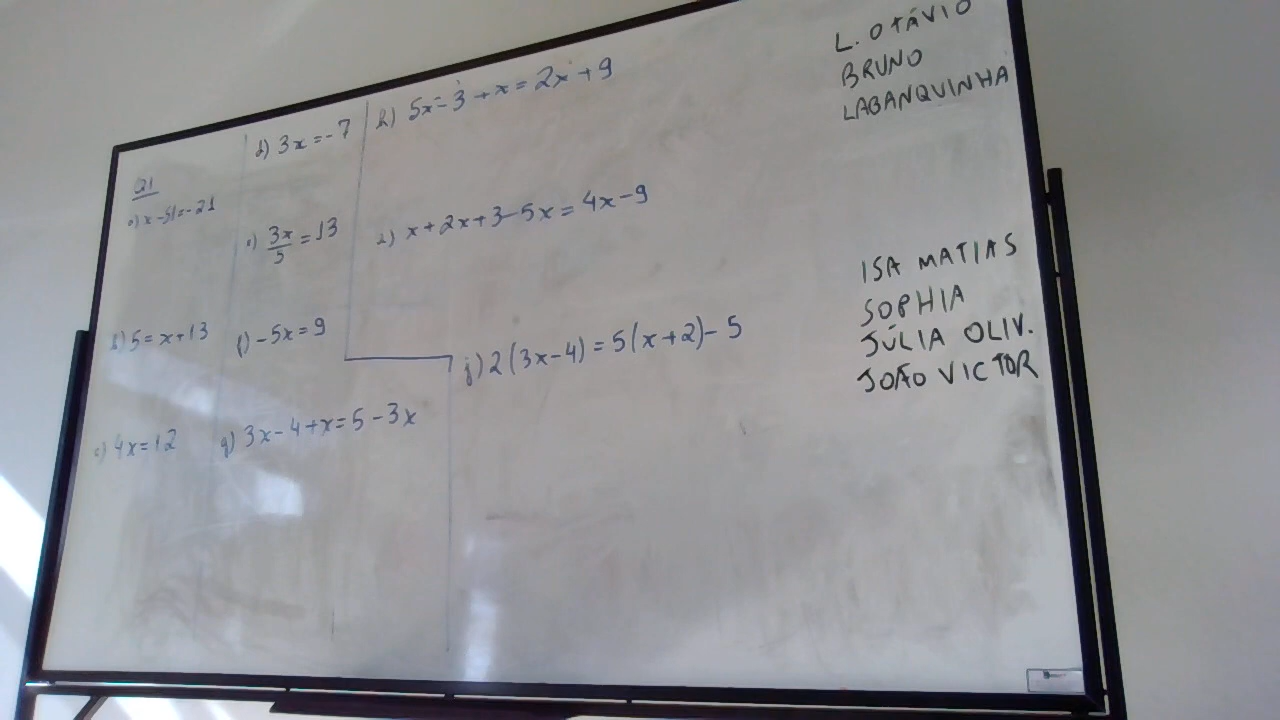 Q1
a) x-51=-21
b) 5=x+13
c) 4x=12
d) 3x=-7
e) 3x/5=13
f) -5x=9
g) 3x-4+x=5-3x
h) 5x-3+x=2x+9
i) x+2x+3-5x=4x-9
j) 2(3x-4)=5(x+2)-5
L. OTÁVIO
BRUNO
LABANQUINHA
ISA MATIAS
SOPHIA
JÚLIA OLIV.
JOÃO VICTOR